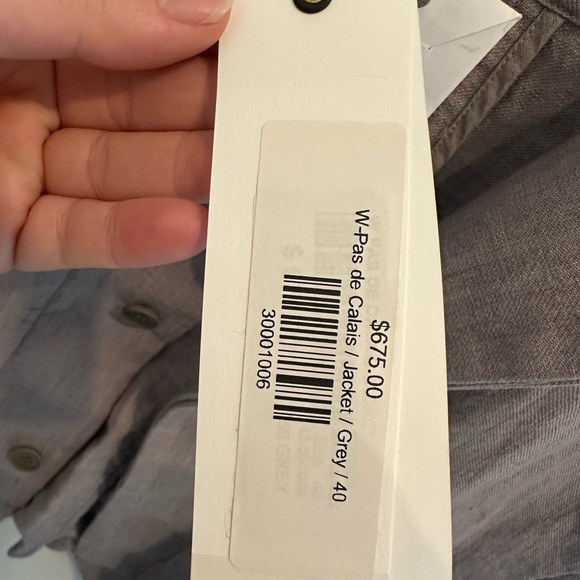 $675.00
W-Pas de Calais / Jacket / Grey / 40
30001006